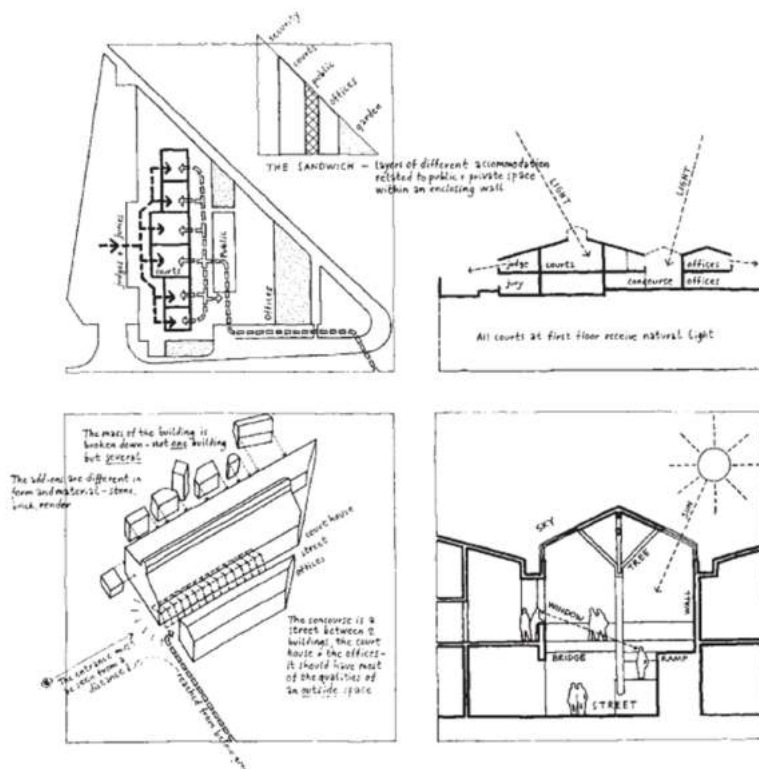 security
courts
public
offices
garden
THE SANDWICH – layers of different accommodation
related to public + private space
within an enclosing wall
judges + juries
courts
Public
Offices
LIGHT
LIGHT
judge
courts
offices
jury
concourse
offices
All courts at first floor receive natural light
The mass of the building is
broken down – not one building
but several
The add-ons are different in
form and material – stone,
brick, render
court house
street
offices
The concourse is a
street between 2
buildings, the court
house + the offices –
it should have most
of the qualities of
an outside space
The entrance must
be seen from a
distance
reached from below
SKY
SUN
TREE
WALL
WINDOW
BRIDGE
RAMP
STREET